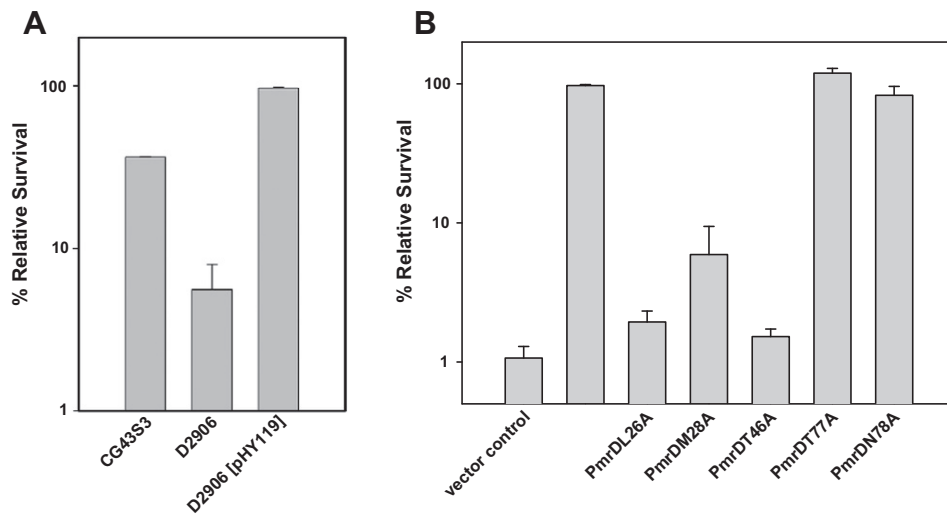 A
% Relative Survival
100
10
1
CG43S3
D2906
D2906 [pHY119]
B
% Relative Survival
100
10
1
vector control
PmrDL26A
PmrDM28A
PmrDT46A
PmrDT77A
PmrDN78A